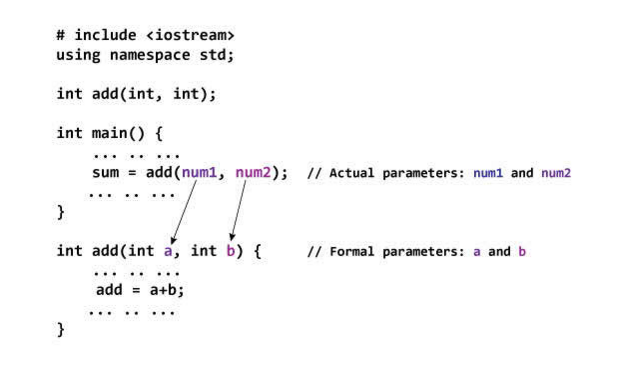 # include <iostream>
using namespace std;
int add(int, int);
int main() {
... .. ...
sum = add(num1, num2); // Actual parameters: num1 and num2
... .. ...
}
int add(int a, int b) { // Formal parameters: a and b
... .. ...
add = a+b;
... .. ...
}